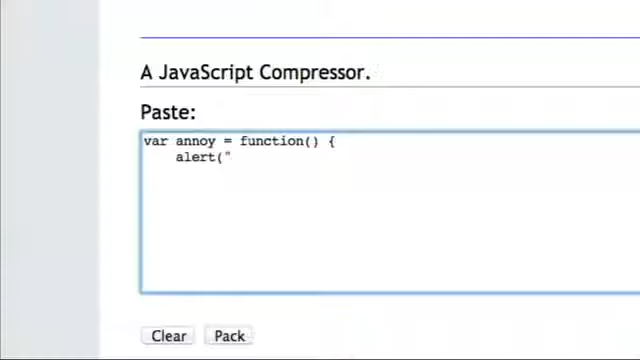 A JavaScript Compressor.
Paste:
var annoy = function() {
    alert("
Clear
Pack